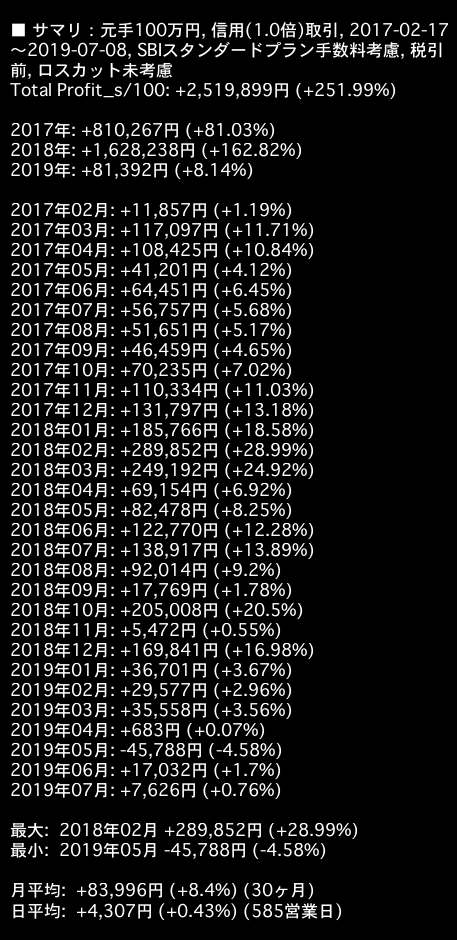 ■ サマリ：元手100万円, 信用(1.0倍)取引, 2017-02-17
〜2019-07-08, SBIスタンダードプラン手数料考慮, 税引
前, ロスカット未考慮
Total Profit_s/100: +2,519,899円 (+251.99%)
2017年: +810,267円 (+81.03%)
2018年: +1,628,238円 (+162.82%)
2019年: +81,392円 (+8.14%)
2017年02月: +11,857円 (+1.19%)
2017年03月: +117,097円 (+11.71%)
2017年04月: +108,425円 (+10.84%)
2017年05月: +41,201円 (+4.12%)
2017年06月: +64,451円 (+6.45%)
2017年07月: +56,757円 (+5.68%)
2017年08月: +51,651円 (+5.17%)
2017年09月: +46,459円 (+4.65%)
2017年10月: +70,235円 (+7.02%)
2017年11月: +110,334円 (+11.03%)
2017年12月: +131,797円 (+13.18%)
2018年01月: +185,766円 (+18.58%)
2018年02月: +289,852円 (+28.99%)
2018年03月: +249,192円 (+24.92%)
2018年04月: +69,154円 (+6.92%)
2018年05月: +82,478円 (+8.25%)
2018年06月: +122,770円 (+12.28%)
2018年07月: +138,917円 (+13.89%)
2018年08月: +92,014円 (+9.2%)
2018年09月: +17,769円 (+1.78%)
2018年10月: +205,008円 (+20.5%)
2018年11月: +5,472円 (+0.55%)
2018年12月: +169,841円 (+16.98%)
2019年01月: +36,701円 (+3.67%)
2019年02月: +29,577円 (+2.96%)
2019年03月: +35,558円 (+3.56%)
2019年04月: +683円 (+0.07%)
2019年05月: -45,788円 (-4.58%)
2019年06月: +17,032円 (+1.7%)
2019年07月: +7,626円 (+0.76%)
最大: 2018年02月 +289,852円 (+28.99%)
最小: 2019年05月 -45,788円 (-4.58%)
月平均: +83,996円 (+8.4%) (30ヶ月)
日平均: +4,307円 (+0.43%) (585営業日)